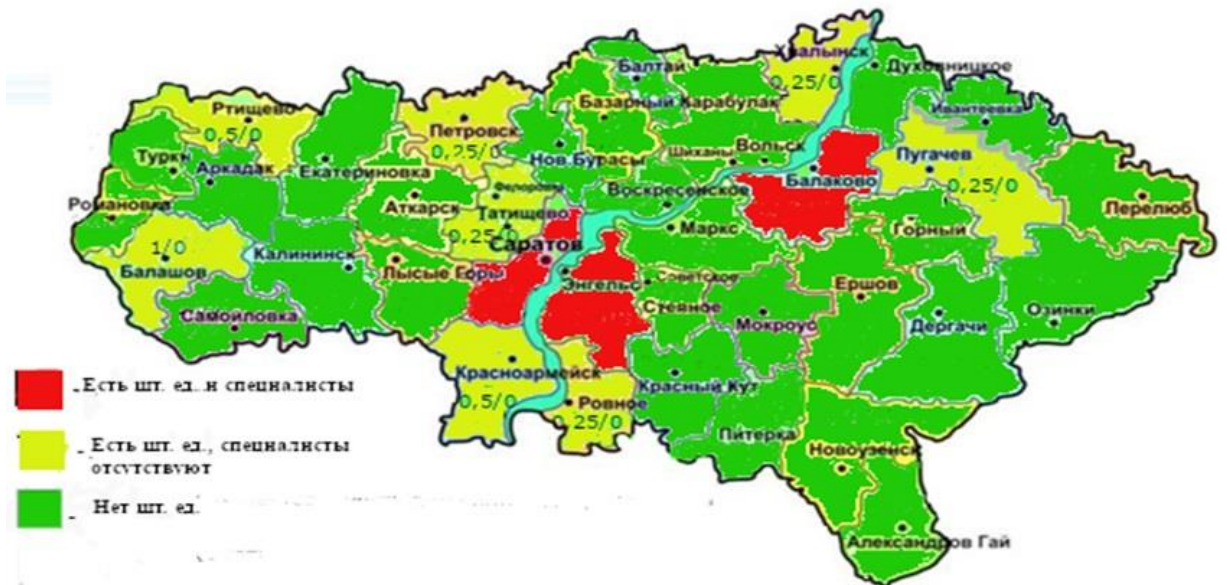 Хвалынск
0,25/0
Духовницкое
Балтай
Базарный Карабулак
Ивантеевка
Ртищево
0,5/0
Петровск
0,25/0
Нов.Бурасы
Шиханы
Вольск
Пугачев
0,25/0
Турки
Аркадак
Екатериновка
Воскресенское
Балаково
Перелюб
Романовка
Аткарск
Татищево
0,25/0
Маркс
Горный
Саратов
1/0
Балашов
Калининск
Лысые Горы
Энгельс
Советское
Степное
Ершов
Озинки
Самойловка
Мокроус
Дергачи
Красноармейск
0,5/0
Ровное
0,25/0
Красный Кут
Питерка
Новоузенск
Александров Гай
- Есть шт. ед. и специалисты
- Есть шт. ед., специалисты
отсутствуют
- Нет шт. ед.